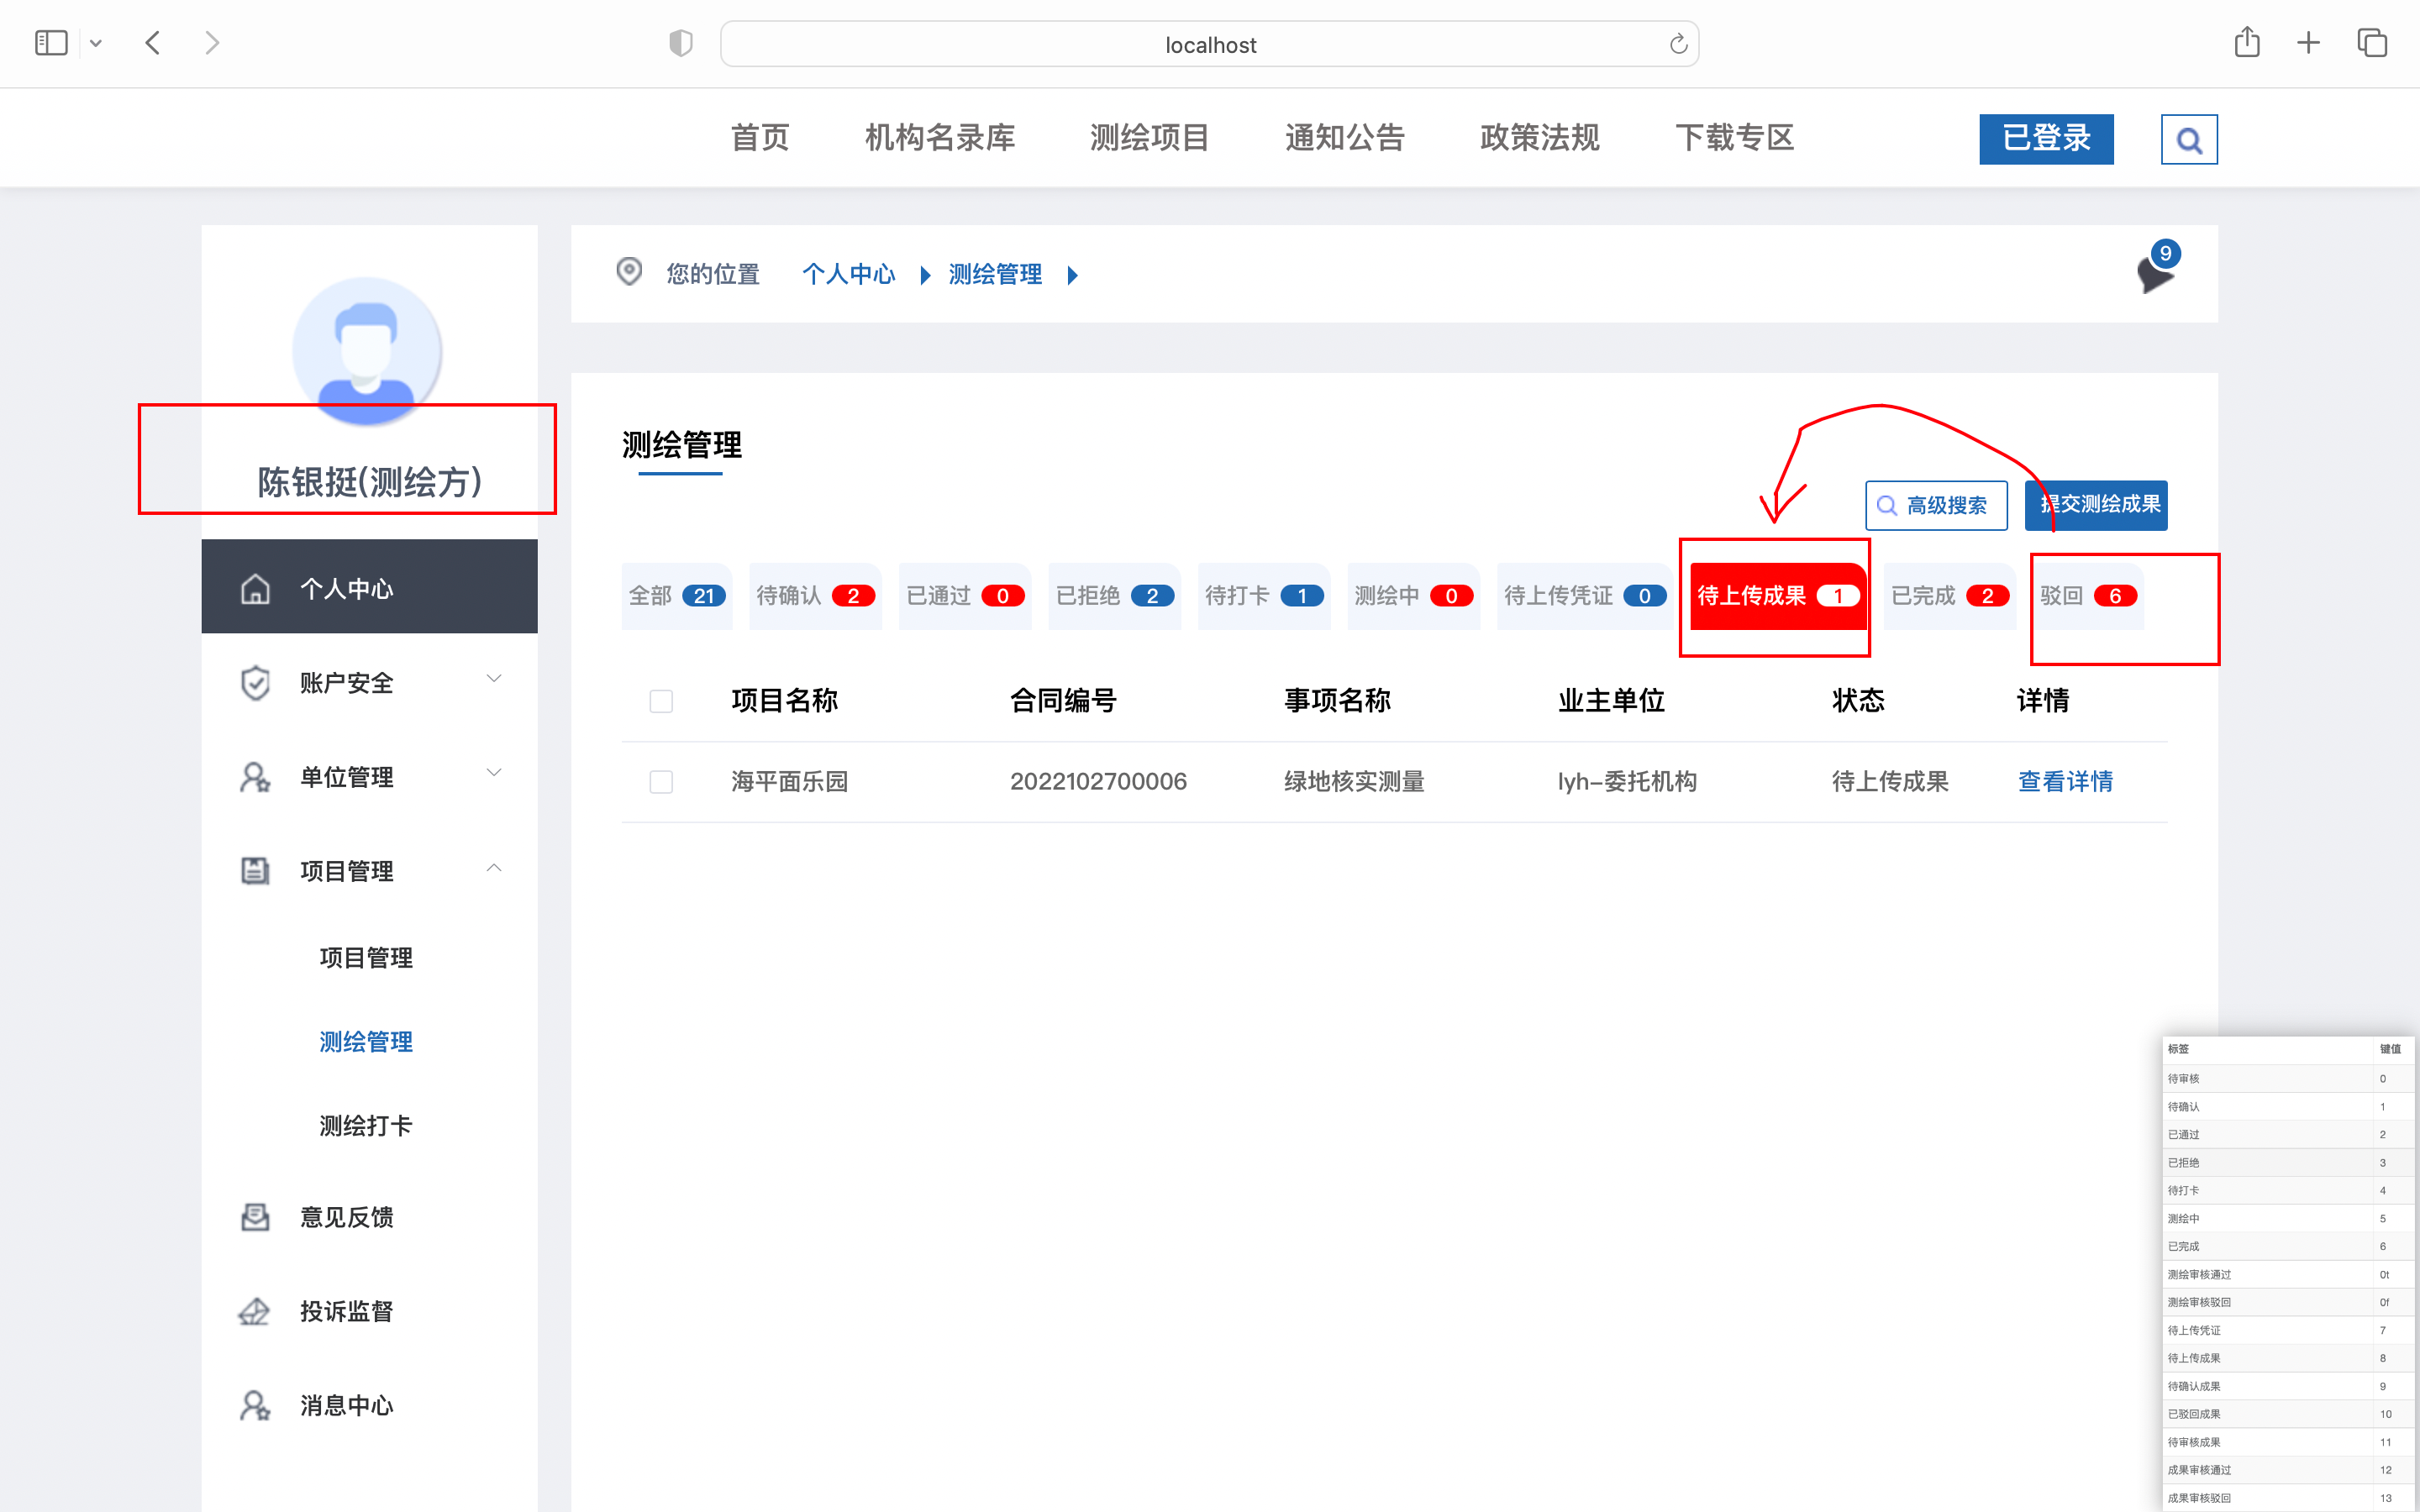 localhost
首页 机构名录库 测绘项目 通知公告 政策法规 下载专区 已登录
您的位置 个人中心 测绘管理
9
陈银挺(测绘方)
个人中心
账户安全
单位管理
项目管理
项目管理
测绘管理
测绘打卡
意见反馈
投诉监督
消息中心
测绘管理
高级搜索 提交测绘成果
全部 21 待确认 2 已通过 0 已拒绝 2 待打卡 1 测绘中 0 待上传凭证 0 待上传成果 1 已完成 2 驳回 6
项目名称 合同编号 事项名称 业主单位 状态 详情
海平面乐园 2022102700006 绿地核实测量 lyh-委托机构 待上传成果 查看详情
标签 键值
待审核 0
待确认 1
已通过 2
已拒绝 3
待打卡 4
测绘中 5
已完成 6
测绘审核通过 0t
测绘审核驳回 0f
待上传凭证 7
待上传成果 8
待确认成果 9
已驳回成果 10
待审核成果 11
成果审核通过 12
成果审核驳回 13